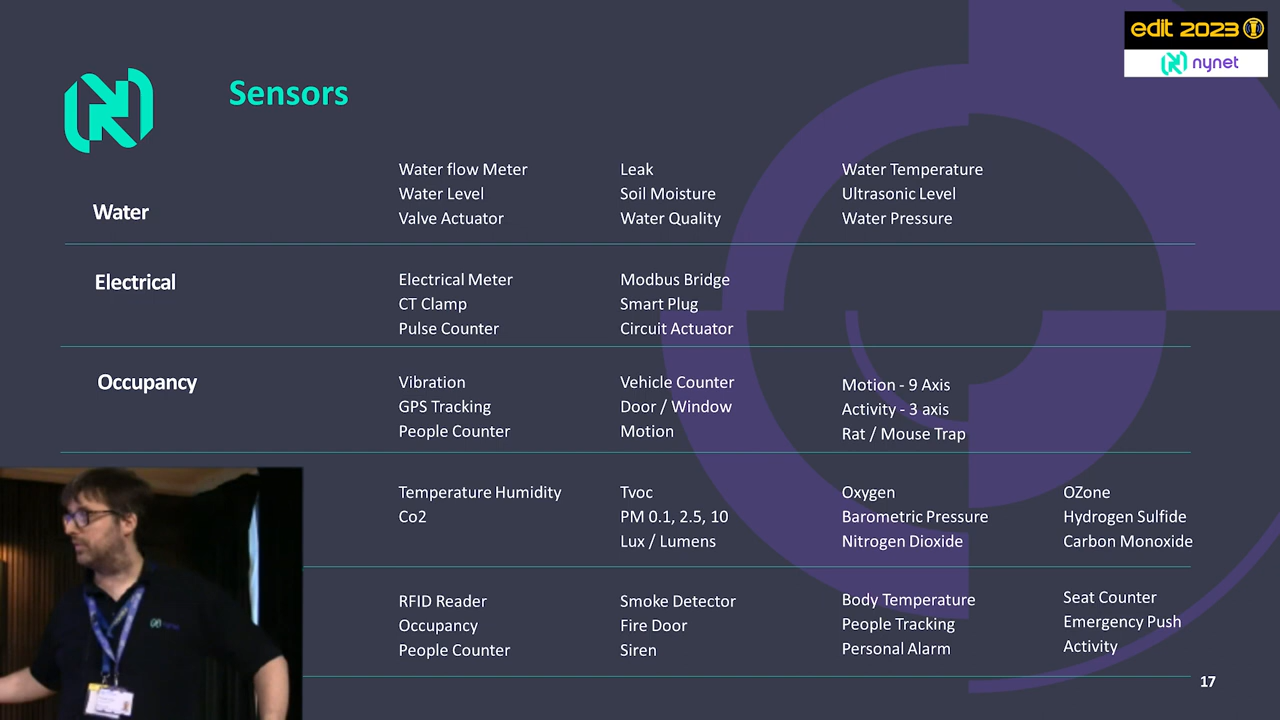 edit 2023
nynet
Sensors
Water
Water flow Meter
Water Level
Valve Actuator
Leak
Soil Moisture
Water Quality
Water Temperature
Ultrasonic Level
Water Pressure
Electrical
Electrical Meter
CT Clamp
Pulse Counter
Modbus Bridge
Smart Plug
Circuit Actuator
Occupancy
Vibration
GPS Tracking
People Counter
Vehicle Counter
Door / Window
Motion
Motion - 9 Axis
Activity - 3 axis
Rat / Mouse Trap
Temperature Humidity
Co2
Tvoc
PM 0.1, 2.5, 10
Lux / Lumens
Oxygen
Barometric Pressure
Nitrogen Dioxide
OZone
Hydrogen Sulfide
Carbon Monoxide
RFID Reader
Occupancy
People Counter
Smoke Detector
Fire Door
Siren
Body Temperature
People Tracking
Personal Alarm
Seat Counter
Emergency Push
Activity
17
nynet